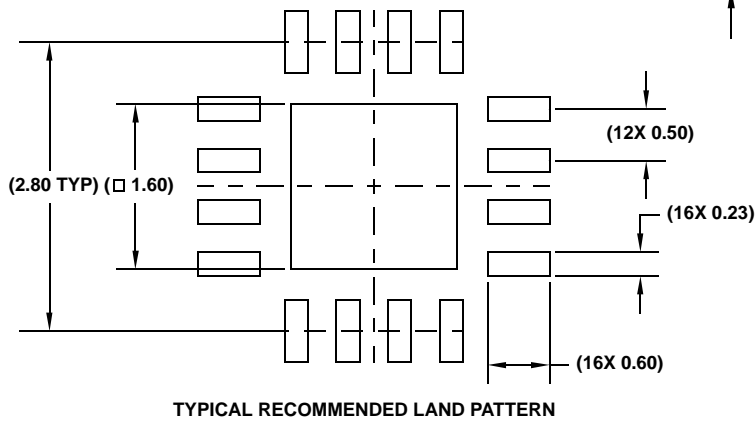 (12X 0.50)
(2.80 TYP) (□ 1.60)
(16X 0.23)
(16X 0.60)
TYPICAL RECOMMENDED LAND PATTERN